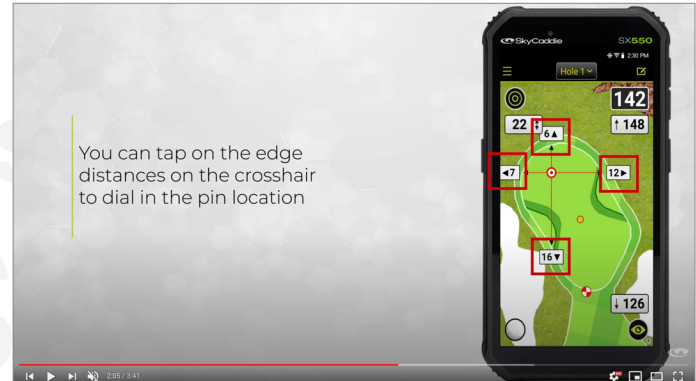 SkyCaddie SX550
2:30 PM
Hole 1
142
22
6▲
↑ 148
◄7
12►
You can tap on the edge
distances on the crosshair
to dial in the pin location
16▼
↓ 126
2:05 / 3:41